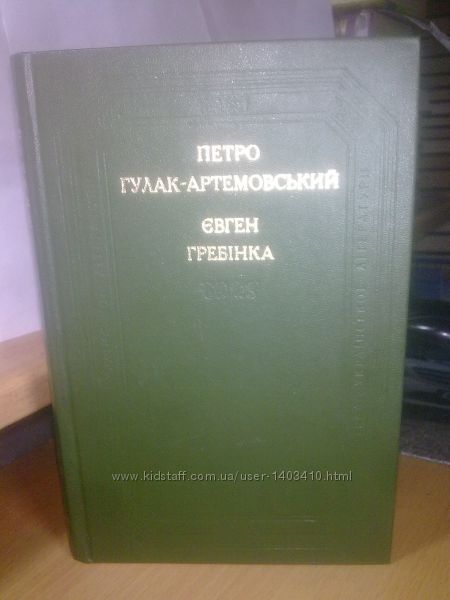 ПЕТРО
ГУЛАК-АРТЕМОВСЬКИЙ
ЄВГЕН
ГРЕБІНКА
www.kidstaff.com.ua/user-1403410.html